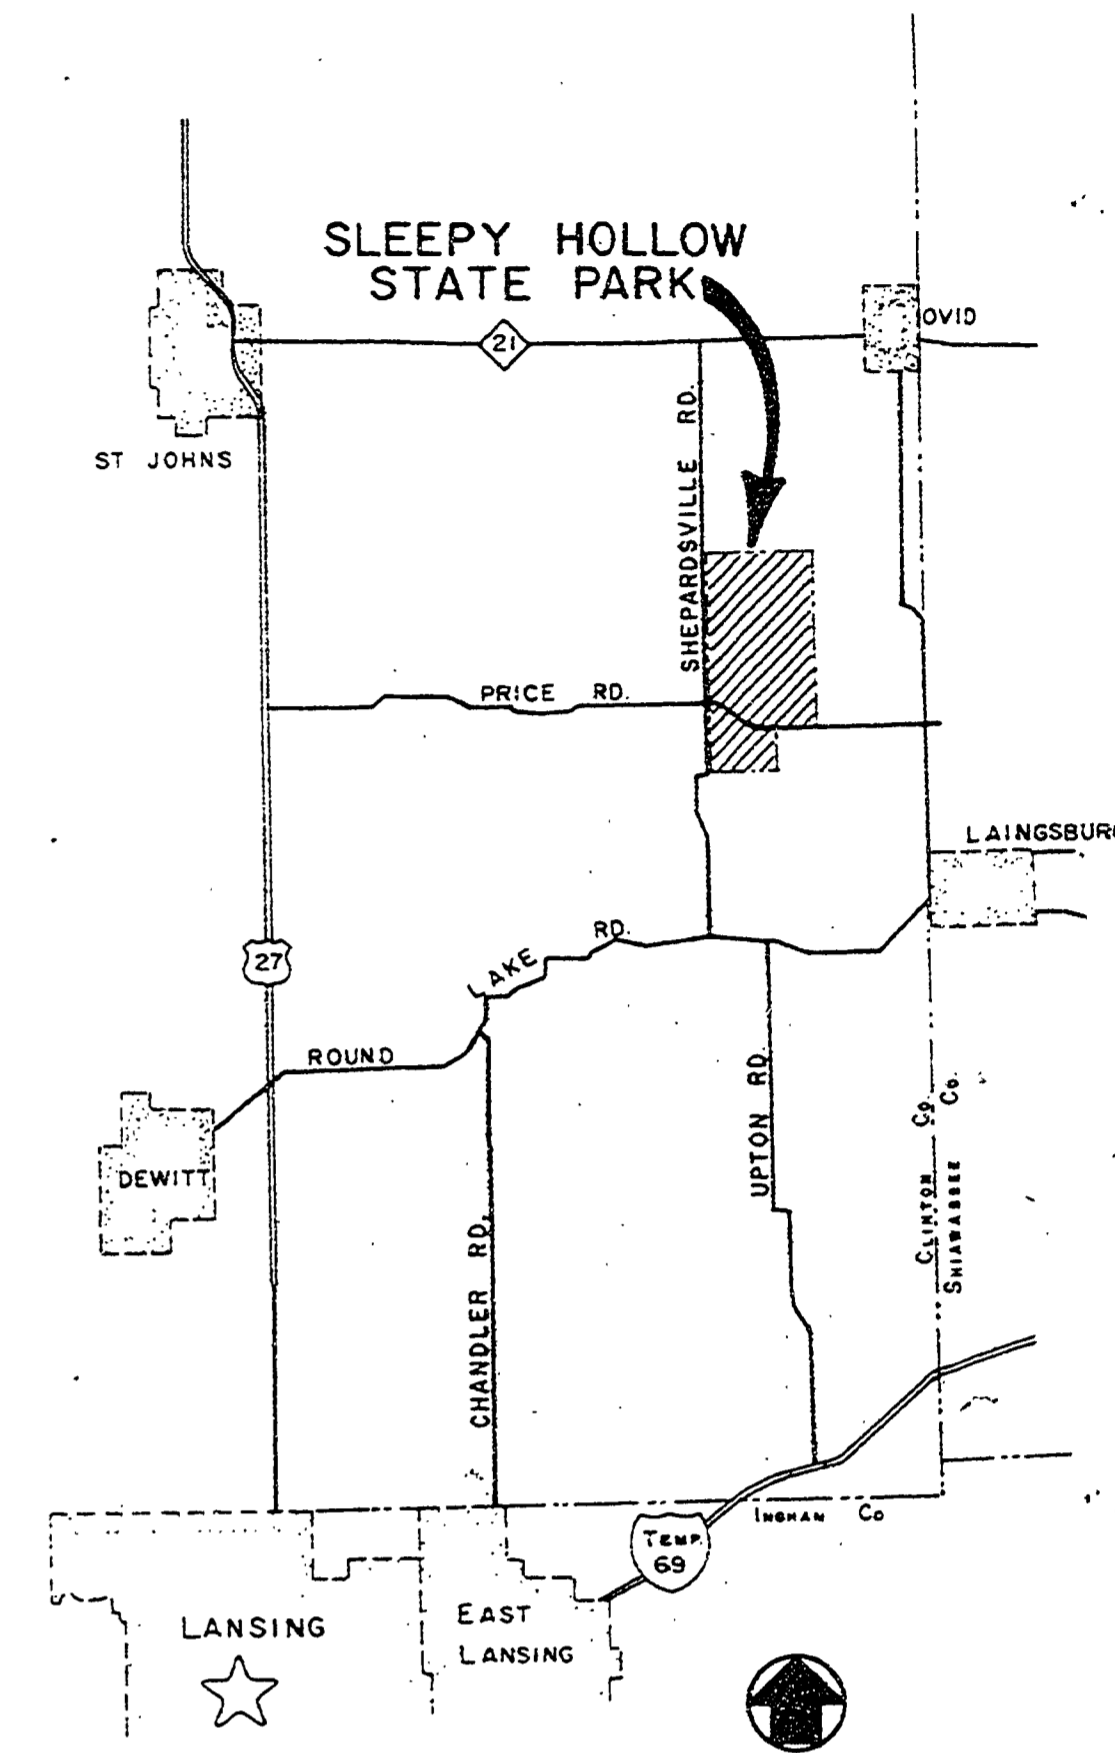 SLEEPY HOLLOW
STATE PARK
OVID
21
SHEPARDSVILLE RD.
ST JOHNS
PRICE RD.
LAINGSBURG
LAKE RD.
27
ROUND
UPTON RD.
CO.
CO.
DEWITT
CLINTON
SHIAWASSEE
CHANDLER RD.
INGHAM CO
TEMP.
69
EAST
LANSING
LANSING